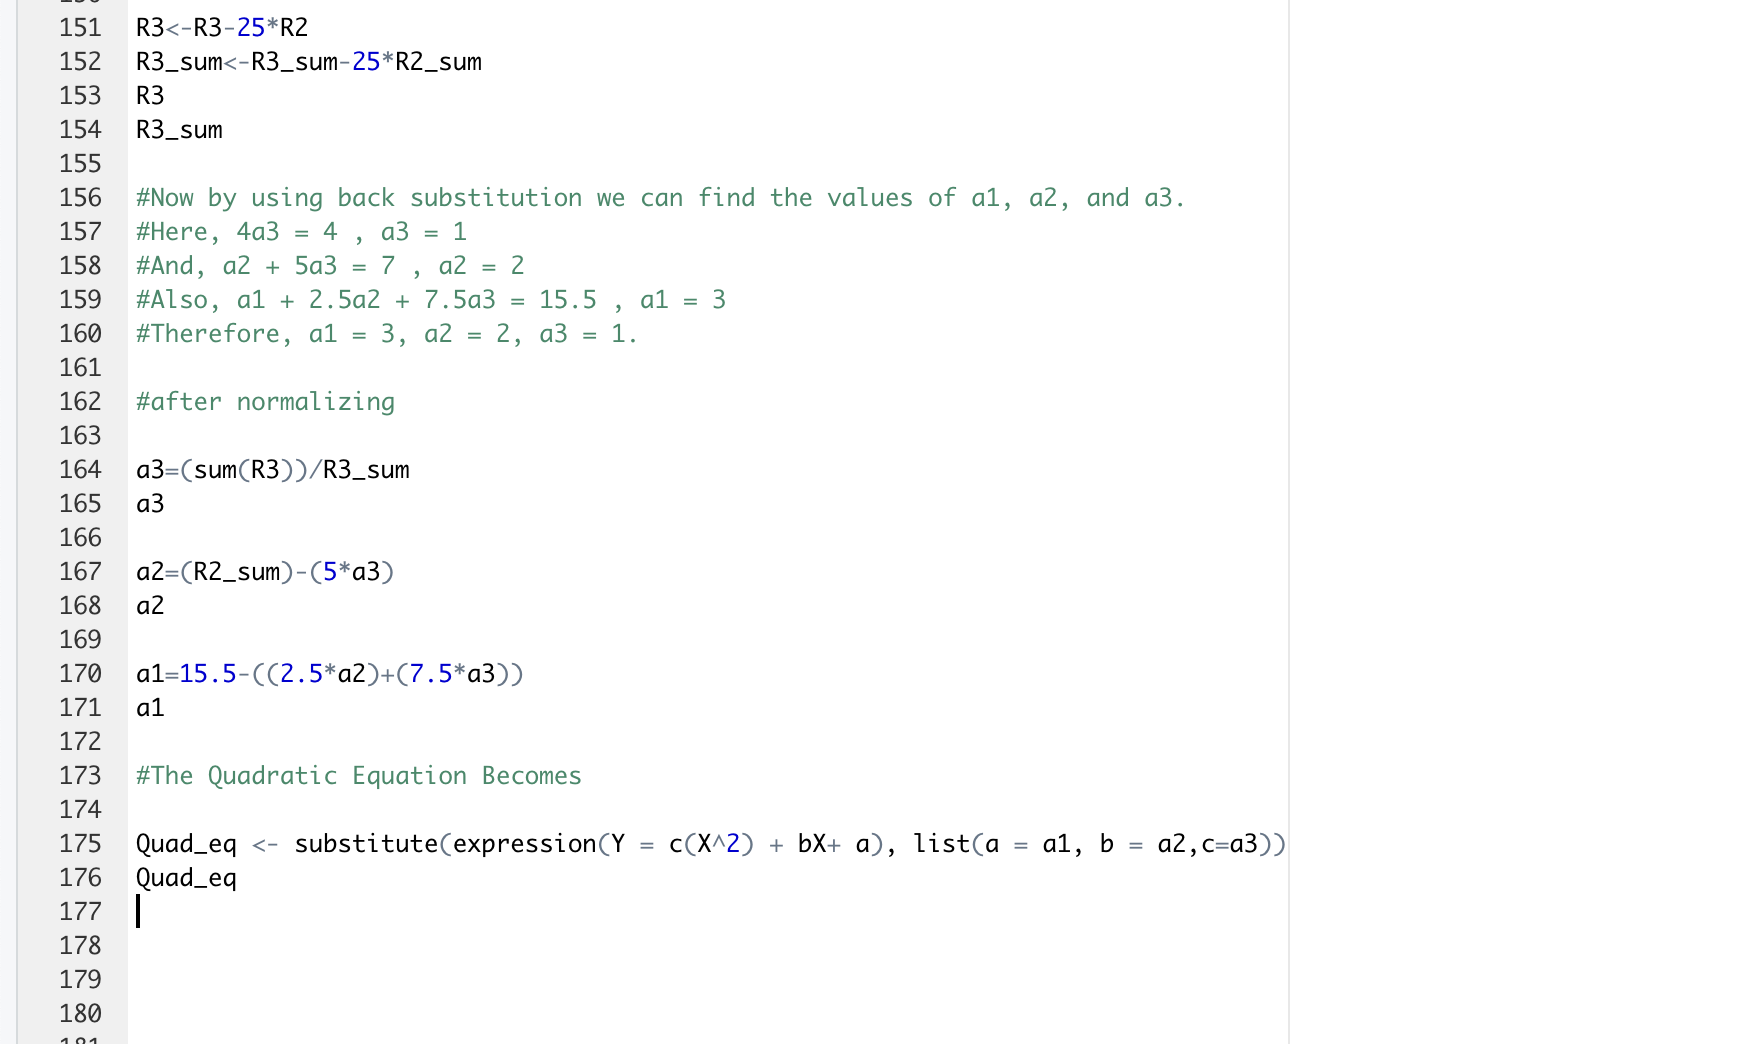 151 R3<-R3-25*R2
152 R3_sum<-R3_sum-25*R2_sum
153 R3
154 R3_sum
155
156 #Now by using back substitution we can find the values of a1, a2, and a3.
157 #Here, 4a3 = 4 , a3 = 1
158 #And, a2 + 5a3 = 7 , a2 = 2
159 #Also, a1 + 2.5a2 + 7.5a3 = 15.5 , a1 = 3
160 #Therefore, a1 = 3, a2 = 2, a3 = 1.
161
162 #after normalizing
163
164 a3=(sum(R3))/R3_sum
165 a3
166
167 a2=(R2_sum)-(5*a3)
168 a2
169
170 a1=15.5-((2.5*a2)+(7.5*a3))
171 a1
172
173 #The Quadratic Equation Becomes
174
175 Quad_eq <- substitute(expression(Y = c(X^2) + bX+ a), list(a = a1, b = a2,c=a3))
176 Quad_eq
177
178
179
180